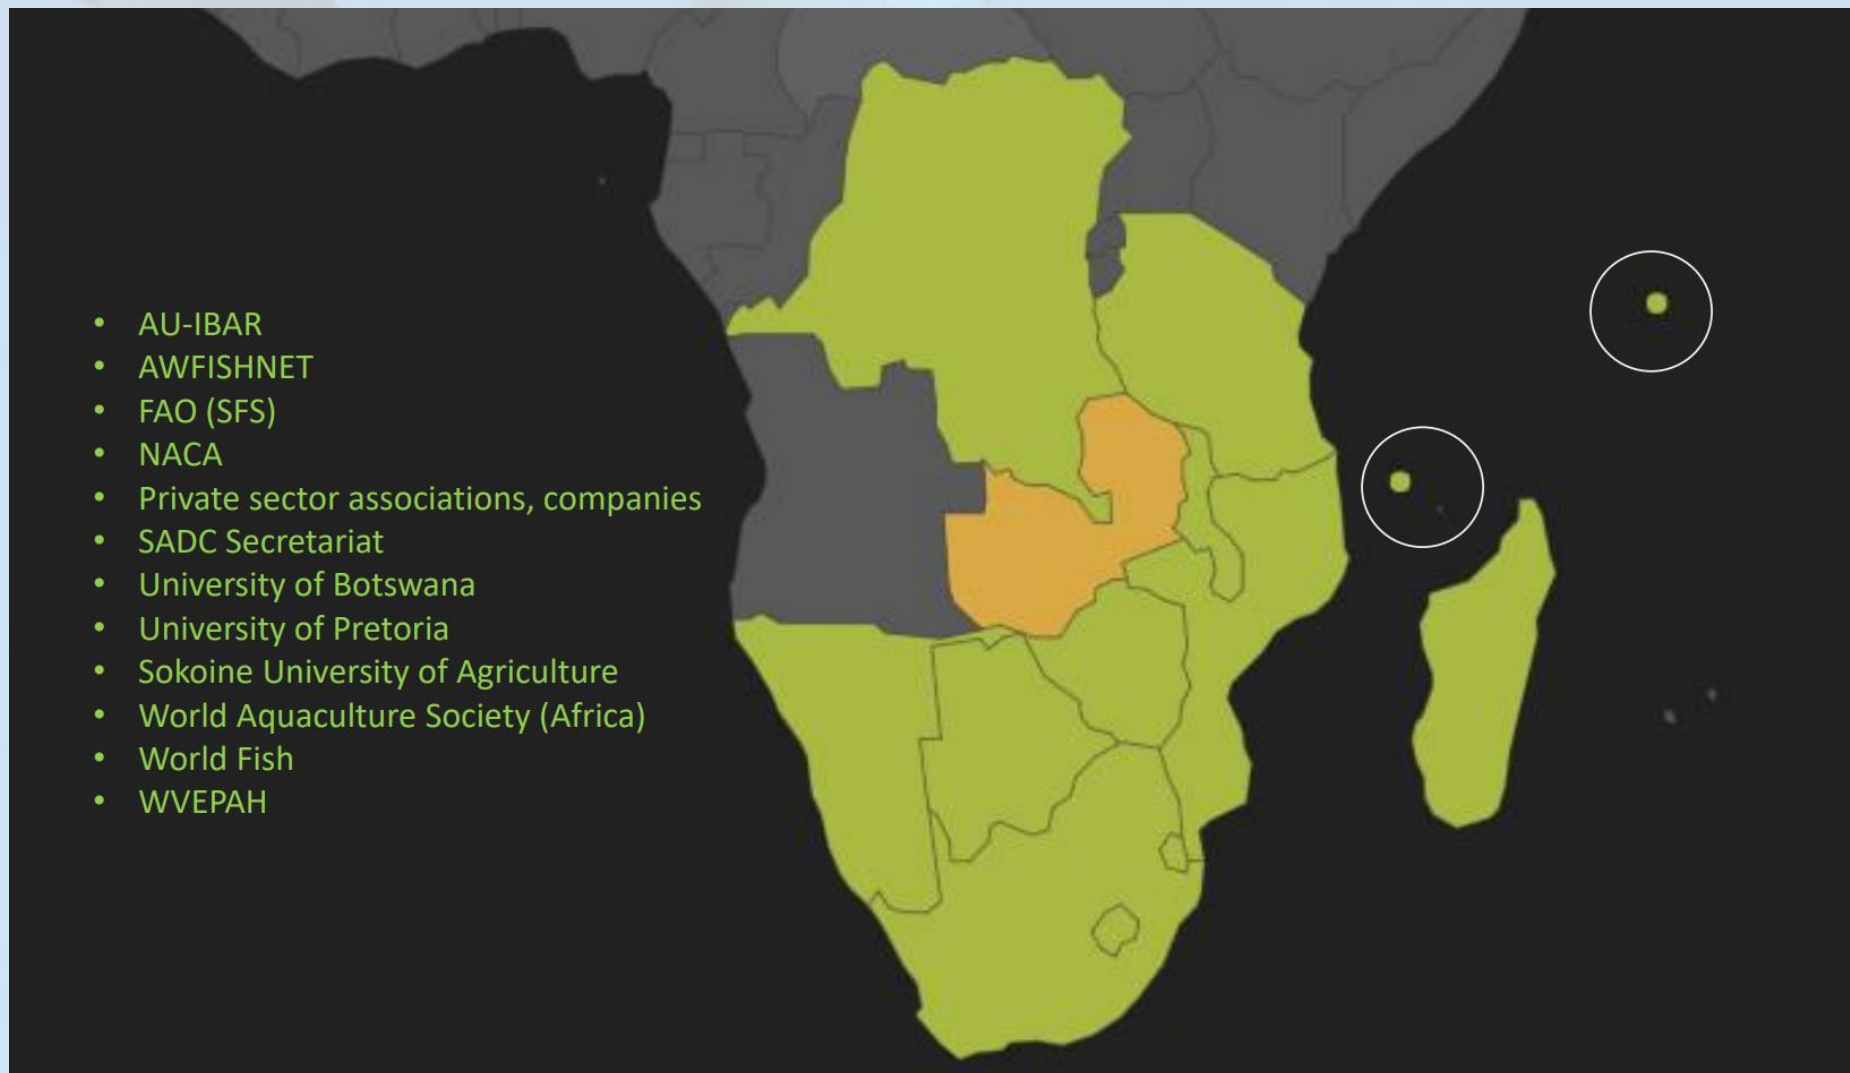 • AU-IBAR
• AWFISHNET
• FAO (SFS)
• NACA
• Private sector associations, companies
• SADC Secretariat
• University of Botswana
• University of Pretoria
• Sokoine University of Agriculture
• World Aquaculture Society (Africa)
• World Fish
• WVEPAH